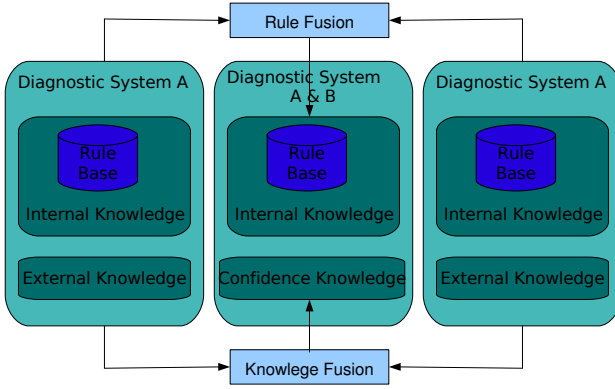 Rule Fusion
Diagnostic System A
Rule
Base
Internal Knowledge
External Knowledge
Diagnostic System
A & B
Rule
Base
Internal Knowledge
Confidence Knowledge
Diagnostic System A
Rule
Base
Internal Knowledge
External Knowledge
Knowlege Fusion